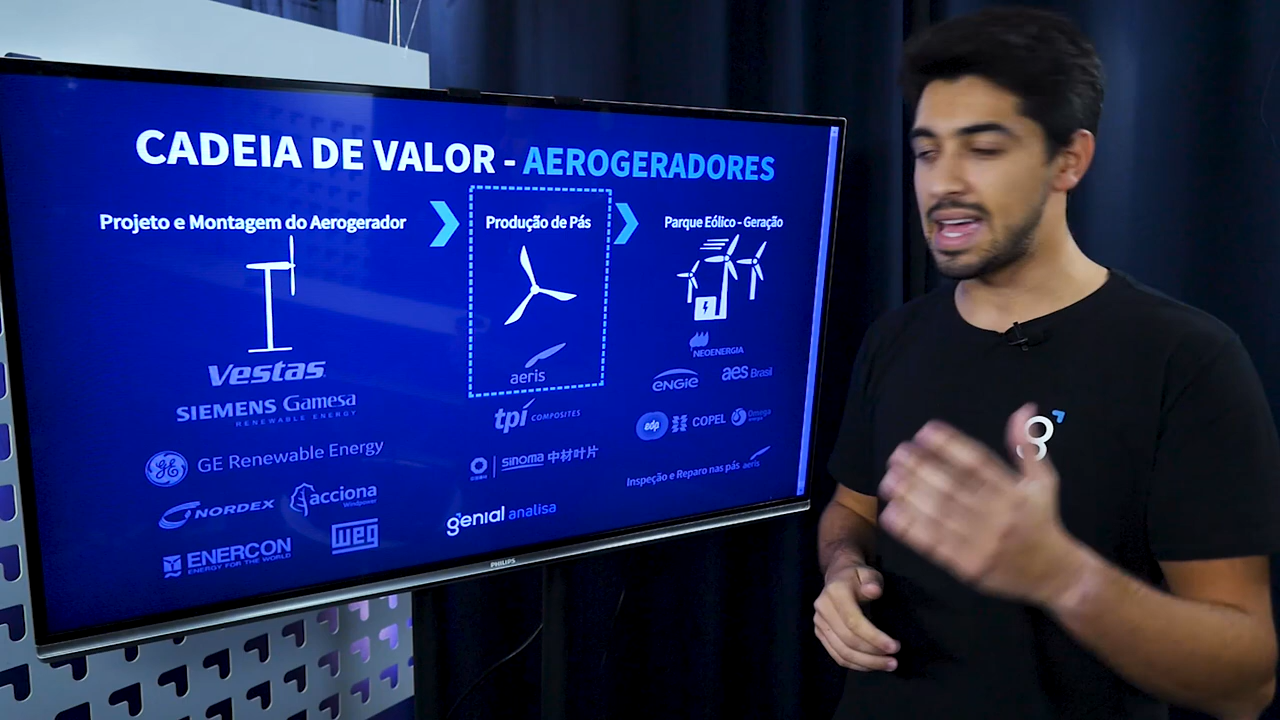 CADEIA DE VALOR - AEROGERADORES
Projeto e Montagem do Aerogerador
Vestas
SIEMENS Gamesa
RENEWABLE ENERGY
GE Renewable Energy
NORDEX
acciona
Windpower
ENERCON
ENERGY FOR THE WORLD
weg
Produção de Pás
aeris
tpi COMPOSITES
sinoma 中材叶片
genial analisa
Parque Eólico - Geração
NEOENERGIA
ENGIE
aes Brasil
edp
COPEL
Omega
energia
Inspeção e Reparo nas pás aeris
PHILIPS
g